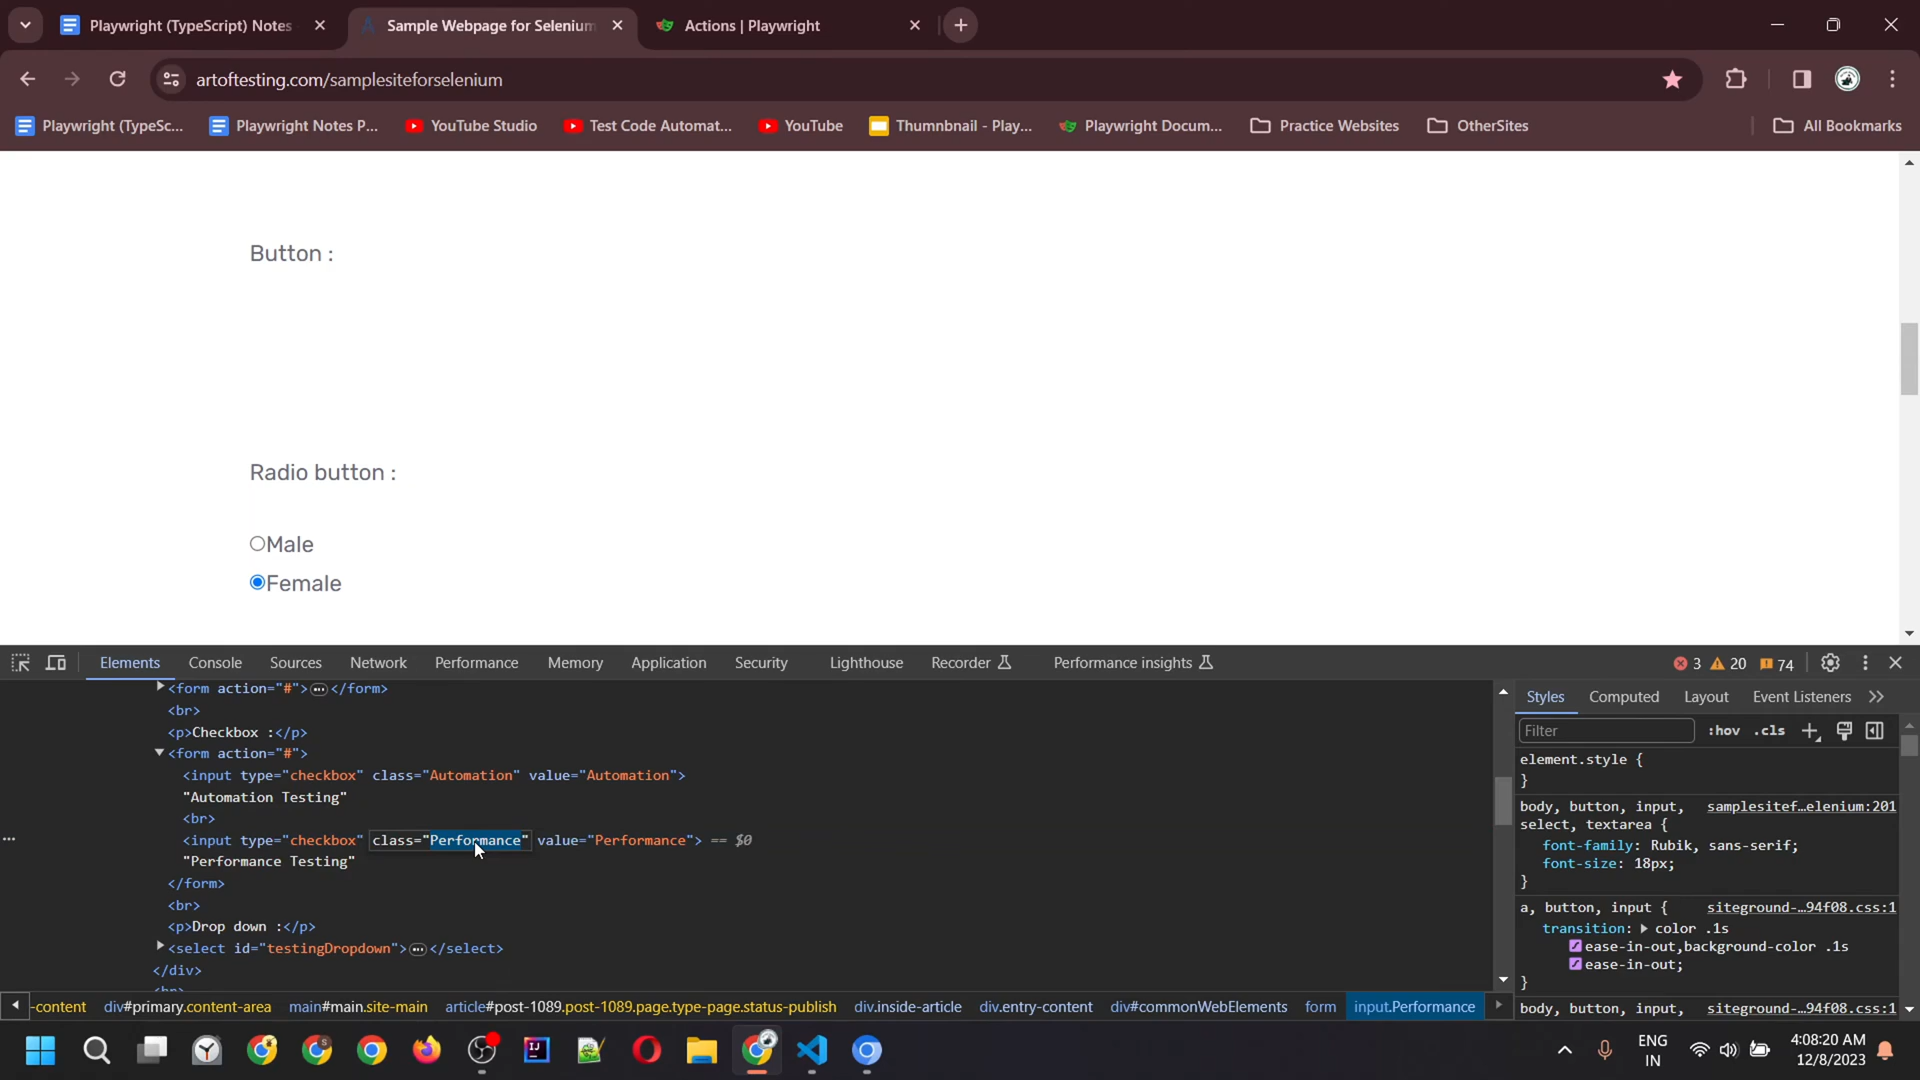 Playwright (TypeScript) Notes
Sample Webpage for Selenium
Actions | Playwright
artoftesting.com/samplesiteforselenium
Playwright (TypeSc...
Playwright Notes P...
YouTube Studio
Test Code Automat...
YouTube
Thumnbnail - Play...
Playwright Docum...
Practice Websites
OtherSites
All Bookmarks
Button :
Radio button :
Male
Female
Elements
Console
Sources
Network
Performance
Memory
Application
Security
Lighthouse
Recorder
Performance insights
3
20
74
<form action="#">…</form>
<br>
<p>Checkbox :</p>
<form action="#">
<input type="checkbox" class="Automation" value="Automation">
"Automation Testing"
<br>
<input type="checkbox" class="Performance" value="Performance"> == $0
"Performance Testing"
</form>
<br>
<p>Drop down :</p>
<select id="testingDropdown">…</select>
</div>
-content
div#primary.content-area
main#main.site-main
article#post-1089.post-1089.page.type-page.status-publish
div.inside-article
div.entry-content
div#commonWebElements
form
input.Performance
Styles
Computed
Layout
Event Listeners
Filter
:hov
.cls
element.style {
}
body, button, input, samplesitef…elenium:201
select, textarea {
font-family: Rubik, sans-serif;
font-size: 18px;
}
a, button, input { siteground-…94f08.css:1
transition: color .1s
ease-in-out,background-color .1s
ease-in-out;
}
body, button, input, siteground-…94f08.css:1
ENG
IN
4:08:20 AM
12/8/2023